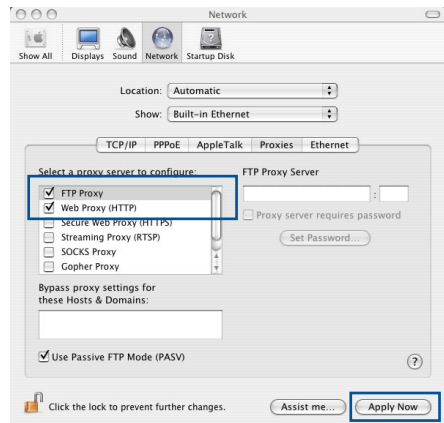 Network
Show All Displays Sound Network Startup Disk
Location: Automatic
Show: Built-in Ethernet
TCP/IP PPPoE AppleTalk Proxies Ethernet
Select a proxy server to configure: FTP Proxy Server
FTP Proxy
Web Proxy (HTTP) :
Secure Web Proxy (HTTPS) Proxy server requires password
Streaming Proxy (RTSP) Set Password...
SOCKS Proxy
Gopher Proxy
Bypass proxy settings for
these Hosts & Domains:
Use Passive FTP Mode (PASV) ?
Click the lock to prevent further changes. Assist me... Apply Now